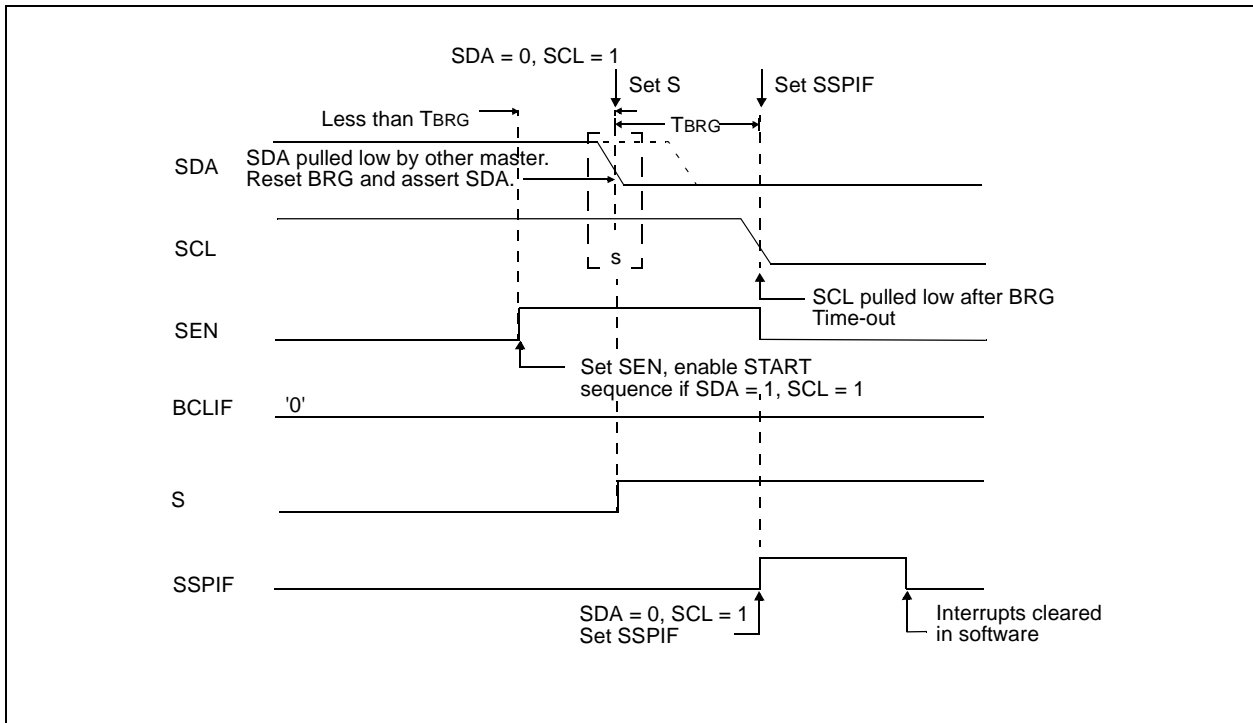 SDA = 0, SCL = 1
Set S
Set SSPIF
Less than TBRG
TBRG
SDA
SDA pulled low by other master.
Reset BRG and assert SDA.
SCL
s
SCL pulled low after BRG
Time-out
SEN
Set SEN, enable START
sequence if SDA = 1, SCL = 1
BCLIF
'0'
S
SSPIF
SDA = 0, SCL = 1
Set SSPIF
Interrupts cleared
in software